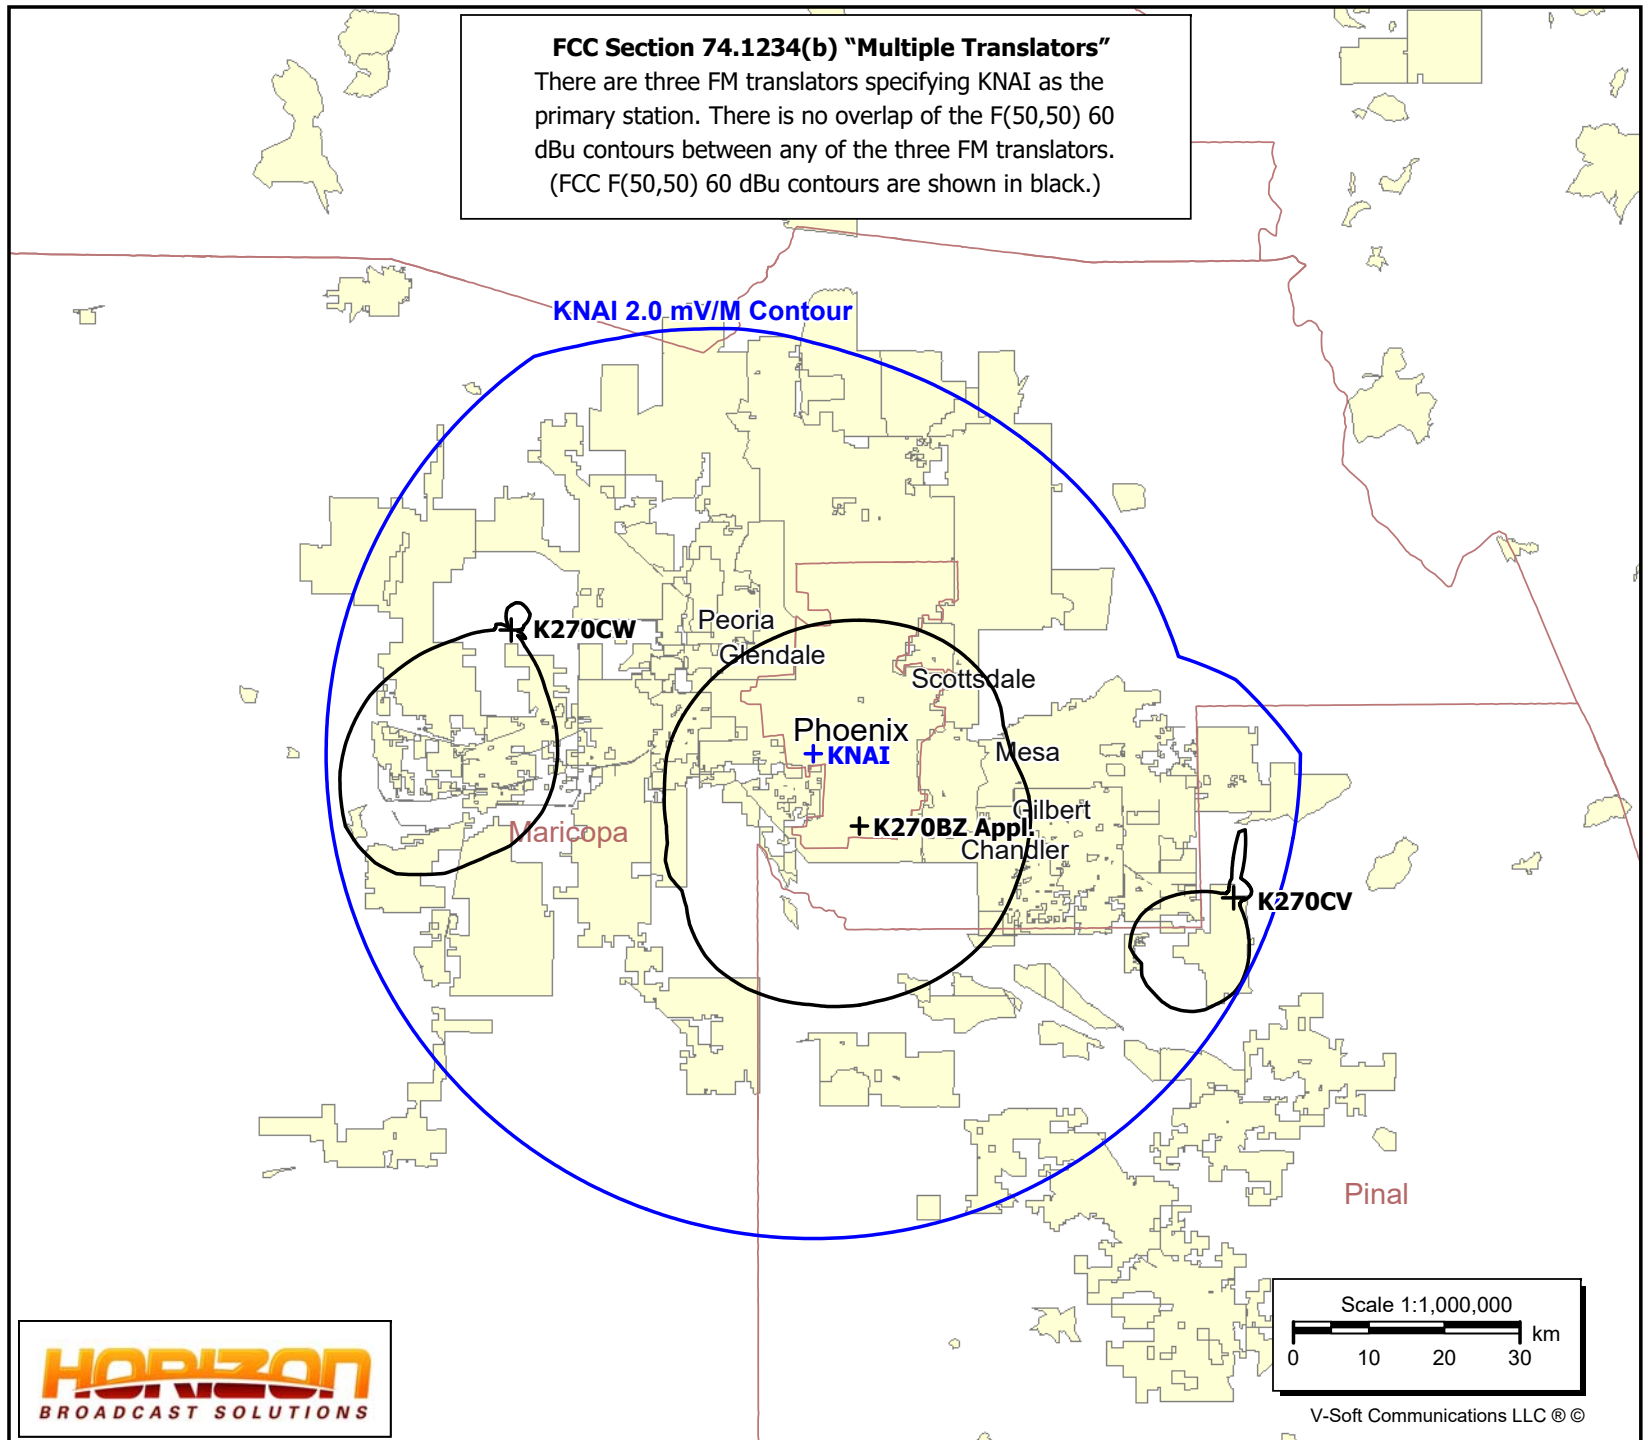 FCC Section 74.1234(b) “Multiple Translators”
There are three FM translators specifying KNAI as the
primary station. There is no overlap of the F(50,50) 60
dBu contours between any of the three FM translators.
(FCC F(50,50) 60 dBu contours are shown in black.)
KNAI 2.0 mV/M Contour
Peoria
K270CW
Glendale
Scottsdale
Phoenix
KNAI
Mesa
Gilbert
K270BZ Appl.
Maricopa
Chandler
K270CV
Pinal
Scale 1:1,000,000
km
0 10 20 30
HORIZON
BROADCAST SOLUTIONS
V-Soft Communications LLC ® ©